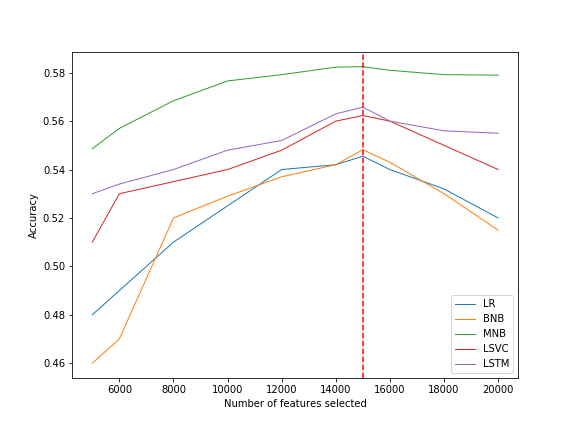 0.58
0.56
0.54
0.52
0.50
0.48
0.46
Accuracy
6000 8000 10000 12000 14000 16000 18000 20000
Number of features selected
LR
BNB
MNB
LSVC
LSTM